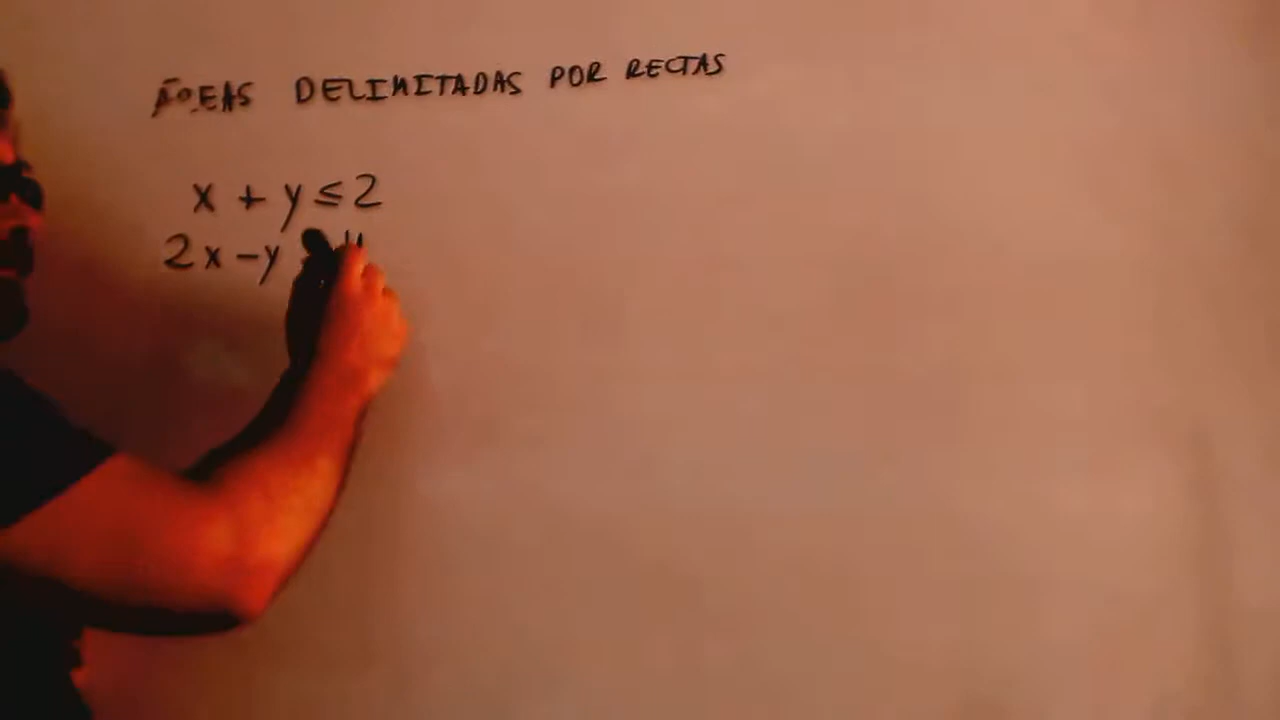 ÁREAS DELIMITADAS POR RECTAS
x + y ≤ 2
2x - y